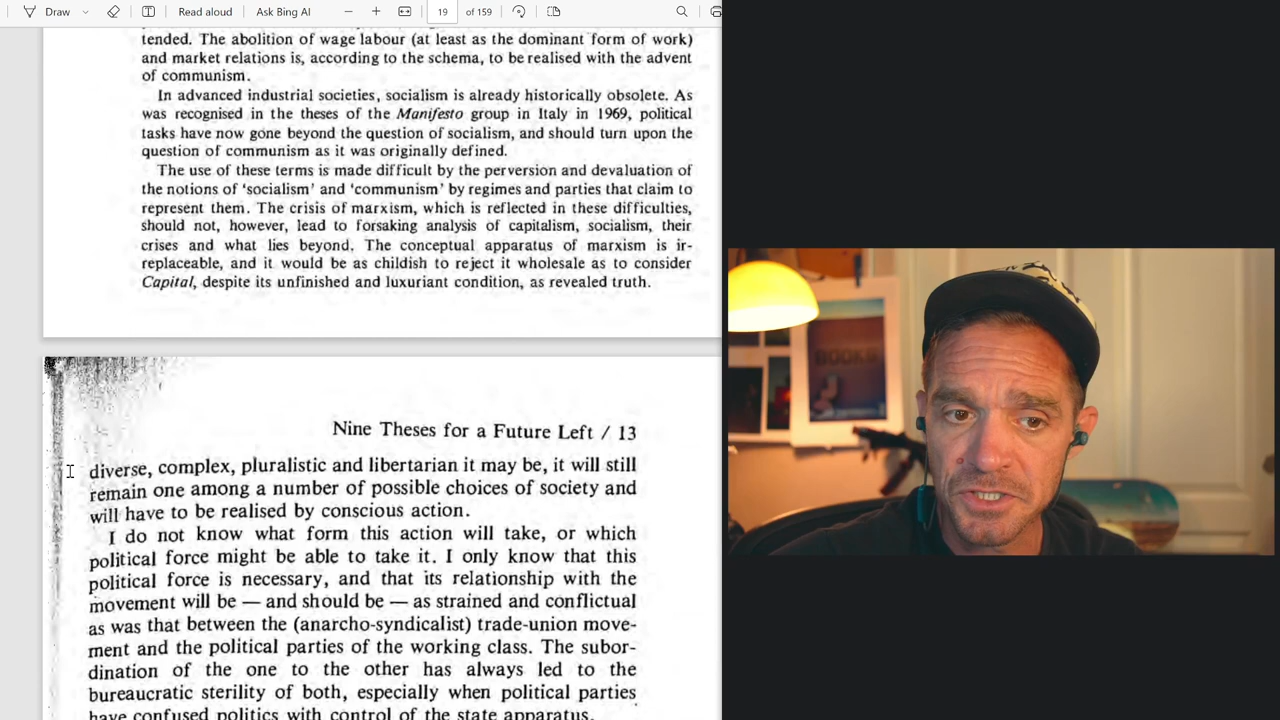 Draw
Read aloud
Ask Bing AI
19
of 159
tended. The abolition of wage labour (at least as the dominant form of work)
and market relations is, according to the schema, to be realised with the advent
of communism.
In advanced industrial societies, socialism is already historically obsolete. As
was recognised in the theses of the Manifesto group in Italy in 1969, political
tasks have now gone beyond the question of socialism, and should turn upon the
question of communism as it was originally defined.
The use of these terms is made difficult by the perversion and devaluation of
the notions of 'socialism' and 'communism' by regimes and parties that claim to
represent them. The crisis of marxism, which is reflected in these difficulties,
should not, however, lead to forsaking analysis of capitalism, socialism, their
crises and what lies beyond. The conceptual apparatus of marxism is ir-
replaceable, and it would be as childish to reject it wholesale as to consider
Capital, despite its unfinished and luxuriant condition, as revealed truth.
Nine Theses for a Future Left / 13
diverse, complex, pluralistic and libertarian it may be, it will still
remain one among a number of possible choices of society and
will have to be realised by conscious action.
I do not know what form this action will take, or which
political force might be able to take it. I only know that this
political force is necessary, and that its relationship with the
movement will be — and should be — as strained and conflictual
as was that between the (anarcho-syndicalist) trade-union move-
ment and the political parties of the working class. The subor-
dination of the one to the other has always led to the
bureaucratic sterility of both, especially when political parties
have confused politics with control of the state apparatus.
BOOKS